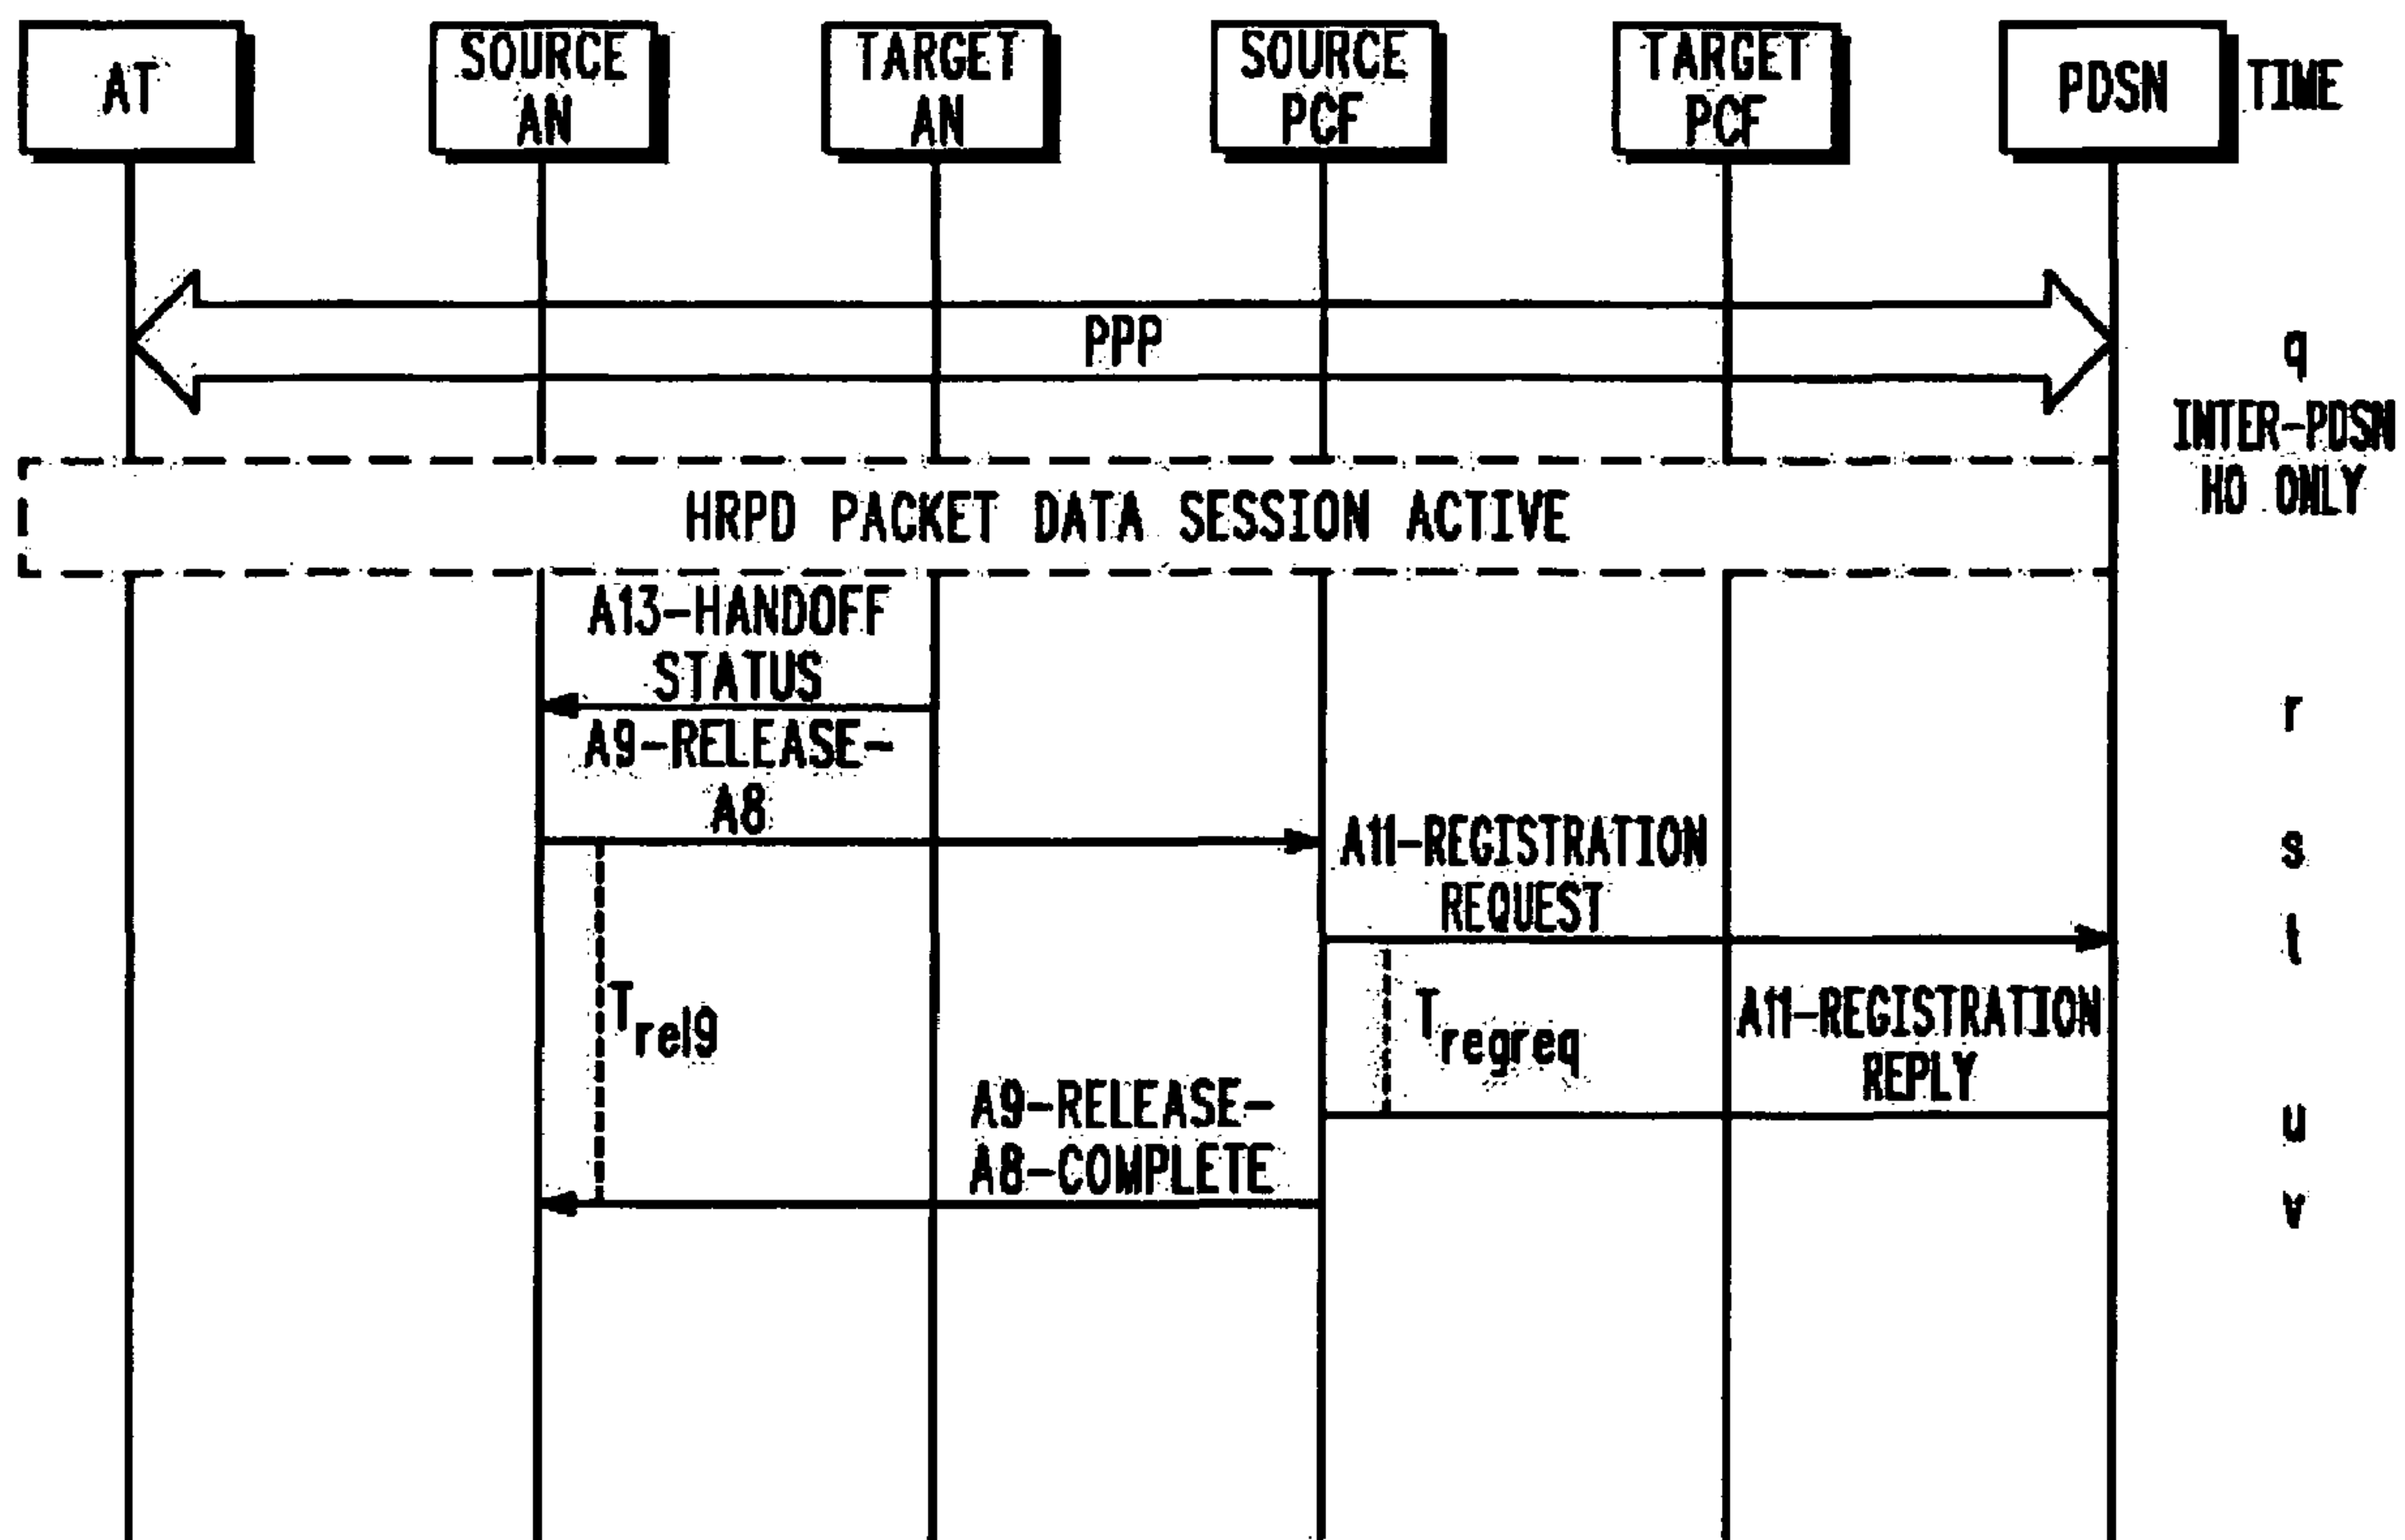 AT
SOURCE
AN
TARGET
AN
SOURCE
PCF
TARGET
PCF
PDSN
TIME
PPP
q
INTER-PDSN
HO ONLY
HRPD PACKET DATA SESSION ACTIVE
A13-HANDOFF
STATUS
r
A9-RELEASE-
A8
s
A11-REGISTRATION
REQUEST
t
Trel9
Tregreq
A11-REGISTRATION
REPLY
u
A9-RELEASE-
A8-COMPLETE
v